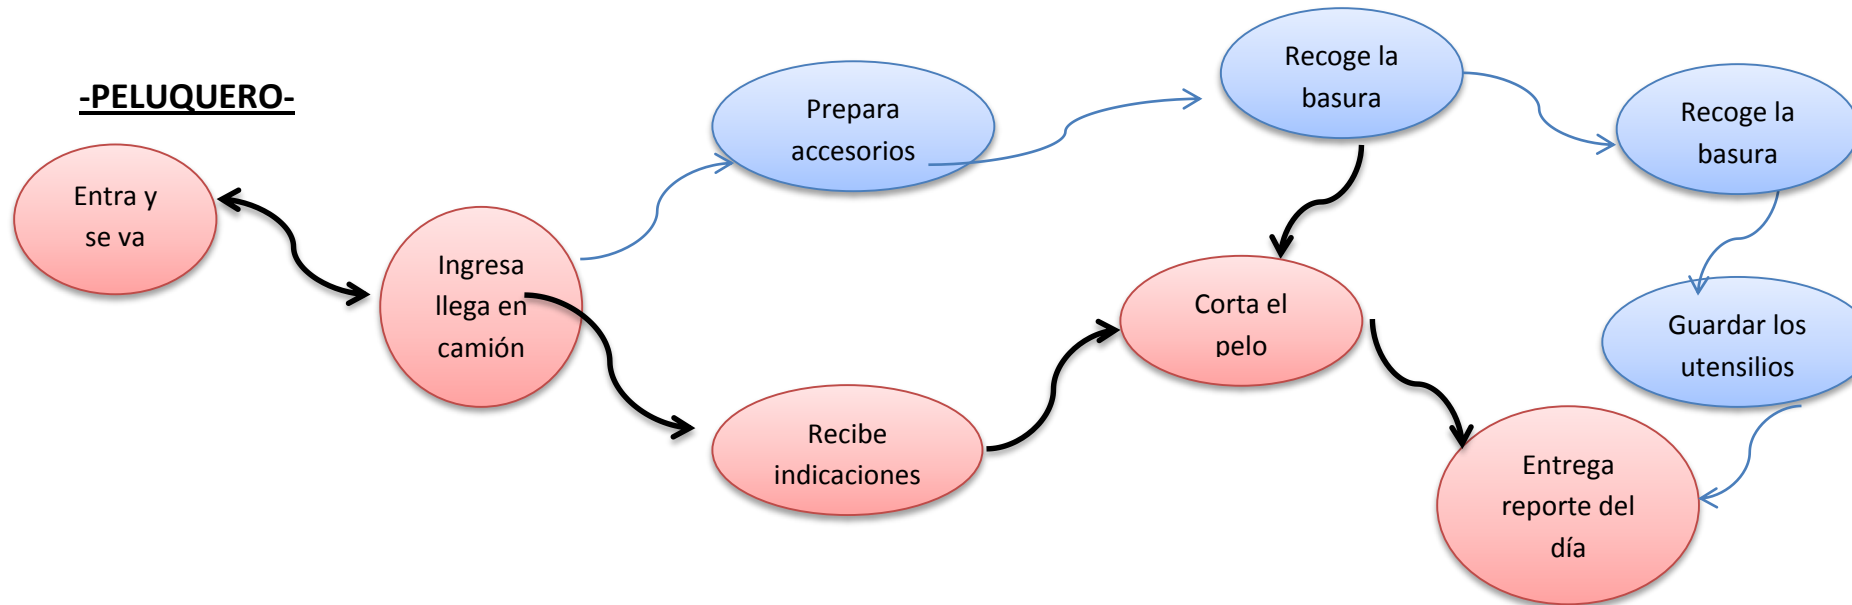 -PELUQUERO-
Entra y
se va
Ingresa
llega en
camión
Prepara
accesorios
Recibe
indicaciones
Recoge la
basura
Corta el
pelo
Recoge la
basura
Guardar los
utensilios
Entrega
reporte del
día